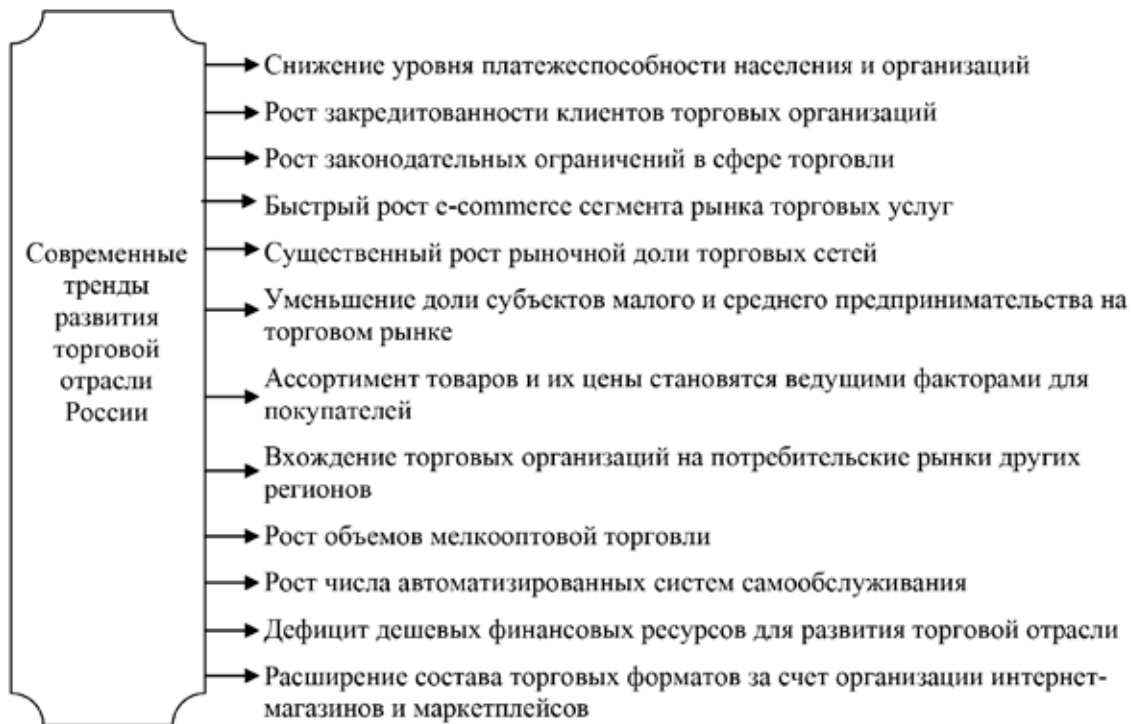 Современные
тренды
развития
торговой
отрасли
России
Снижение уровня платежеспособности населения и организаций
Рост закредитованности клиентов торговых организаций
Рост законодательных ограничений в сфере торговли
Быстрый рост e-commerce сегмента рынка торговых услуг
Существенный рост рыночной доли торговых сетей
Уменьшение доли субъектов малого и среднего предпринимательства на
торговом рынке
Ассортимент товаров и их цены становятся ведущими факторами для
покупателей
Вхождение торговых организаций на потребительские рынки других
регионов
Рост объемов мелкооптовой торговли
Рост числа автоматизированных систем самообслуживания
Дефицит дешевых финансовых ресурсов для развития торговой отрасли
Расширение состава торговых форматов за счет организации интернет-
магазинов и маркетплейсов